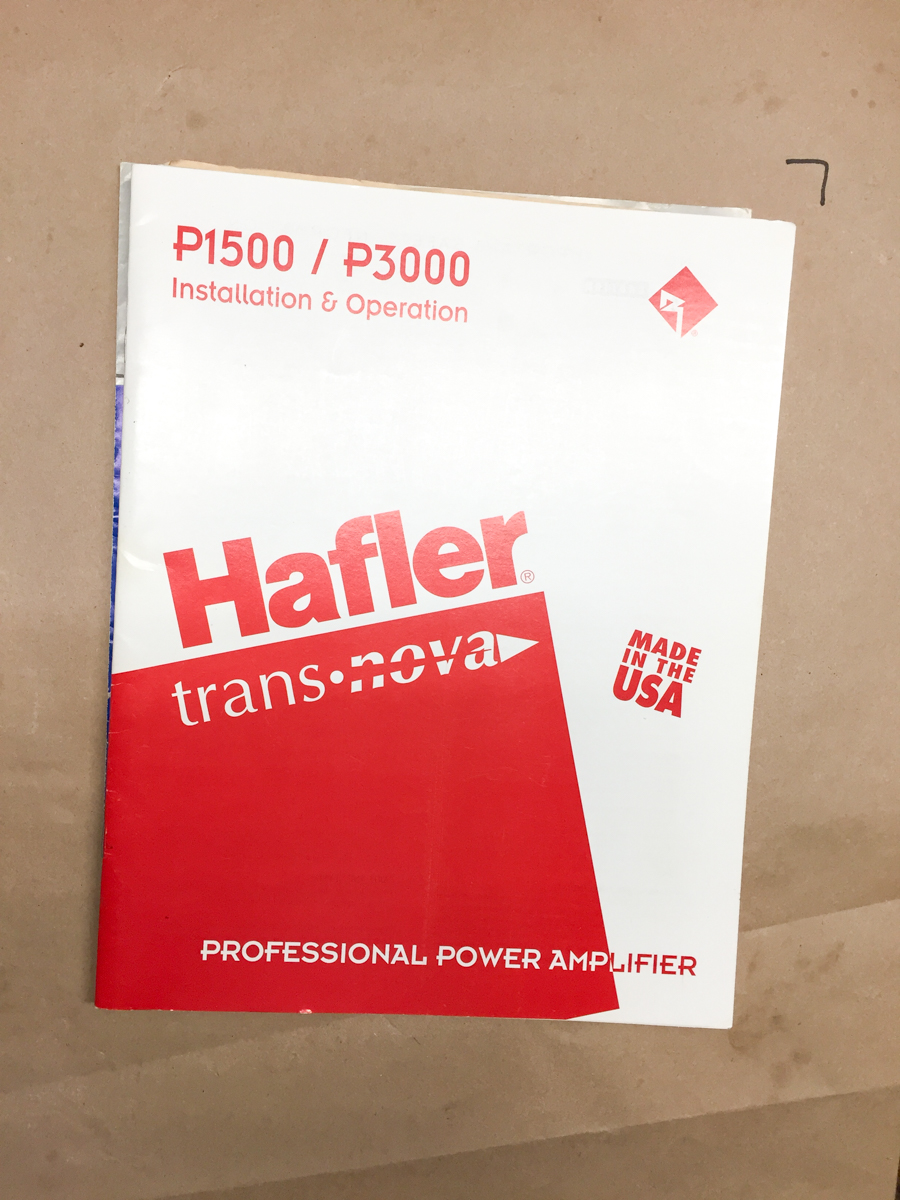 P1500 / P3000
Installation & Operation
Hafler®
trans•nova
MADE
IN THE
USA
PROFESSIONAL POWER AMPLIFIER